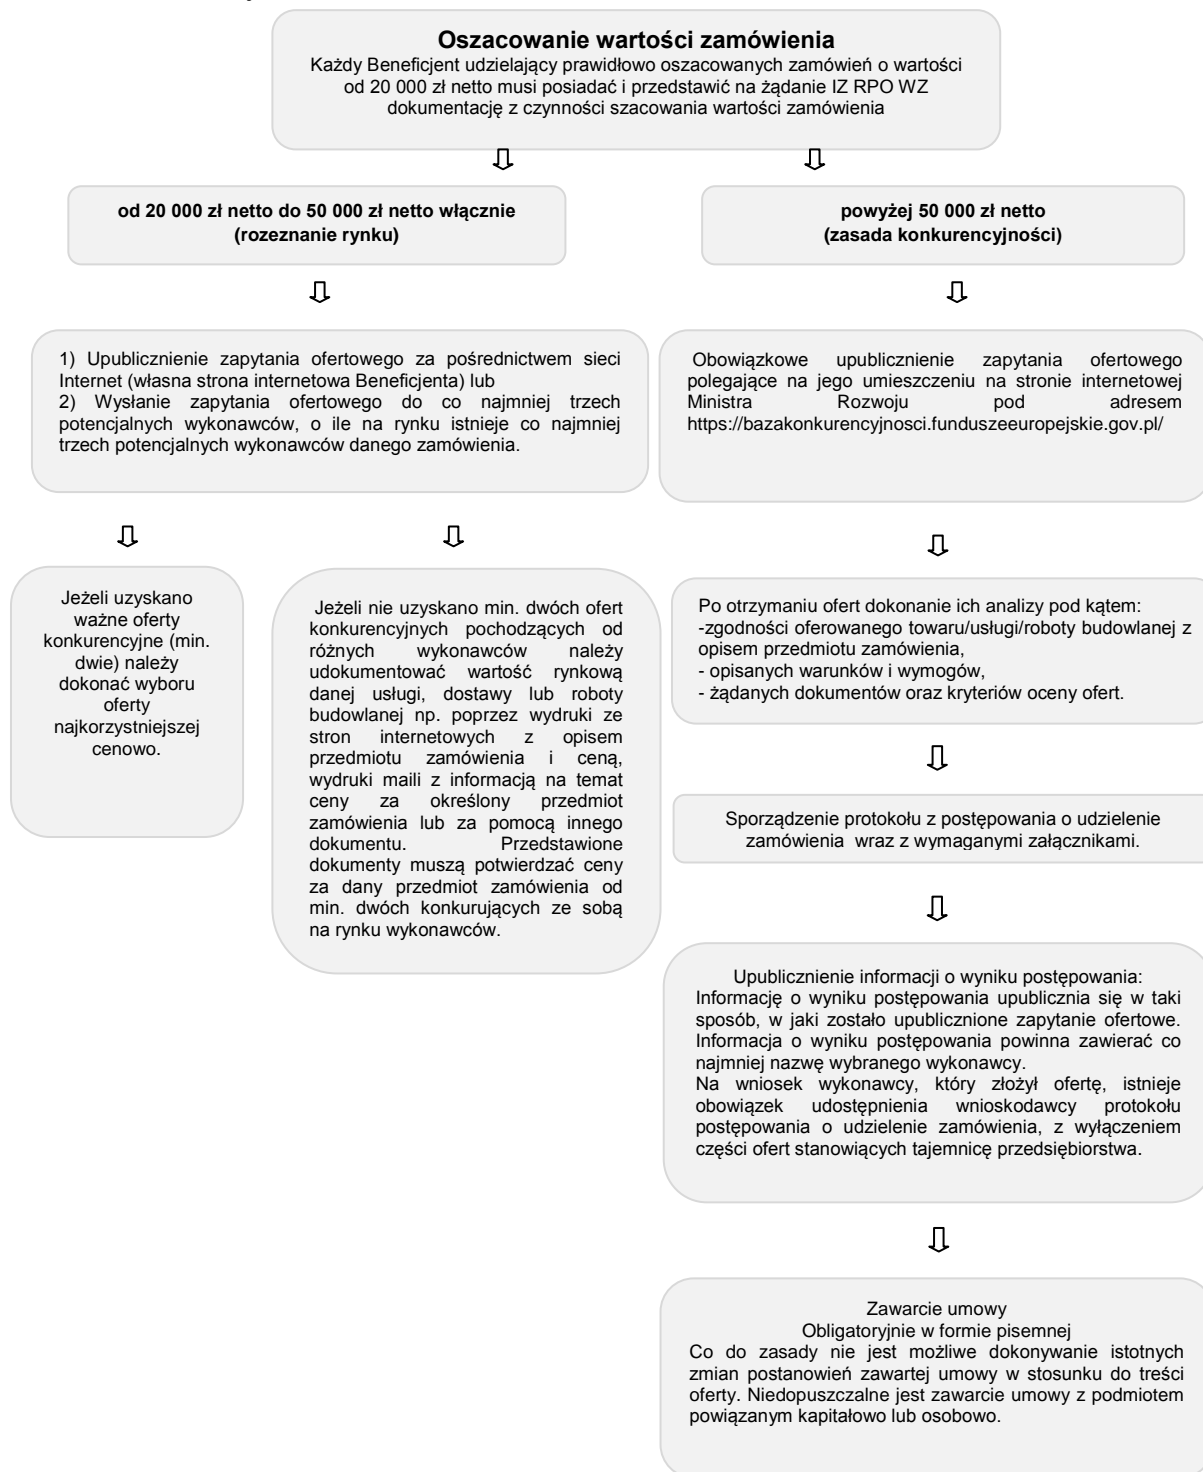 Oszacowanie wartości zamówienia
Każdy Beneficjent udzielający prawidłowo oszacowanych zamówień o wartości
od 20 000 zł netto musi posiadać i przedstawić na żądanie IZ RPO WZ
dokumentację z czynności szacowania wartości zamówienia
od 20 000 zł netto do 50 000 zł netto włącznie
(rozeznanie rynku)
powyżej 50 000 zł netto
(zasada konkurencyjności)
1) Upublicznienie zapytania ofertowego za pośrednictwem sieci
Internet (własna strona internetowa Beneficjenta) lub
2) Wysłanie zapytania ofertowego do co najmniej trzech
potencjalnych wykonawców, o ile na rynku istnieje co najmniej
trzech potencjalnych wykonawców danego zamówienia.
Obowiązkowe upublicznienie zapytania ofertowego
polegające na jego umieszczeniu na stronie internetowej
Ministra Rozwoju pod adresem
https://bazakonkurencyjnosci.funduszeeuropejskie.gov.pl/
Jeżeli uzyskano
ważne oferty
konkurencyjne (min.
dwie) należy
dokonać wyboru
oferty
najkorzystniejszej
cenowo.
Jeżeli nie uzyskano min. dwóch ofert
konkurencyjnych pochodzących od
różnych wykonawców należy
udokumentować wartość rynkową
danej usługi, dostawy lub roboty
budowlanej np. poprzez wydruki ze
stron internetowych z opisem
przedmiotu zamówienia i ceną,
wydruki maili z informacją na temat
ceny za określony przedmiot
zamówienia lub za pomocą innego
dokumentu. Przedstawione
dokumenty muszą potwierdzać ceny
za dany przedmiot zamówienia od
min. dwóch konkurujących ze sobą
na rynku wykonawców.
Po otrzymaniu ofert dokonanie ich analizy pod kątem:
-zgodności oferowanego towaru/usługi/roboty budowlanej z
opisem przedmiotu zamówienia,
- opisanych warunków i wymogów,
- żądanych dokumentów oraz kryteriów oceny ofert.
Sporządzenie protokołu z postępowania o udzielenie
zamówienia wraz z wymaganymi załącznikami.
Upublicznienie informacji o wyniku postępowania:
Informację o wyniku postępowania upublicznia się w taki
sposób, w jaki zostało upublicznione zapytanie ofertowe.
Informacja o wyniku postępowania powinna zawierać co
najmniej nazwę wybranego wykonawcy.
Na wniosek wykonawcy, który złożył ofertę, istnieje
obowiązek udostępnienia wnioskodawcy protokołu
postępowania o udzielenie zamówienia, z wyłączeniem
części ofert stanowiących tajemnicę przedsiębiorstwa.
Zawarcie umowy
Obligatoryjnie w formie pisemnej
Co do zasady nie jest możliwe dokonywanie istotnych
zmian postanowień zawartej umowy w stosunku do treści
oferty. Niedopuszczalne jest zawarcie umowy z podmiotem
powiązanym kapitałowo lub osobowo.